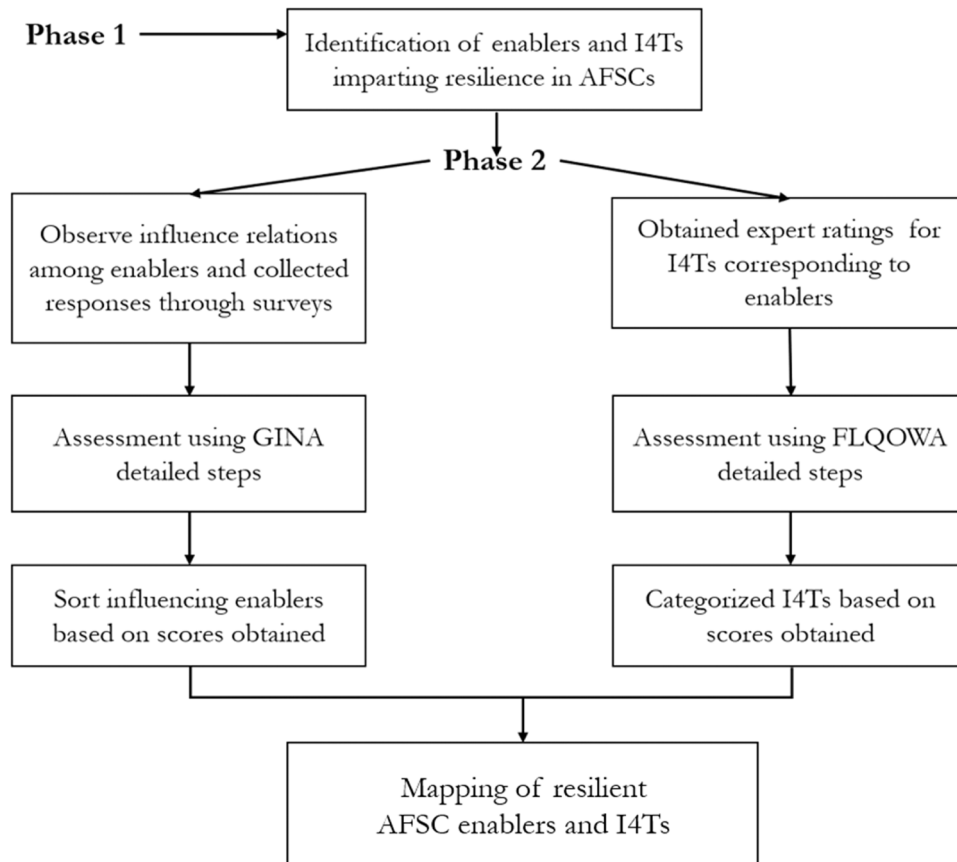 Phase 1
Identification of enablers and I4Ts
imparting resilience in AFSCs
Phase 2
Observe influence relations
among enablers and collected
responses through surveys
Obtained expert ratings for
I4Ts corresponding to
enablers
Assessment using GINA
detailed steps
Assessment using FLQOWA
detailed steps
Sort influencing enablers
based on scores obtained
Categorized I4Ts based on
scores obtained
Mapping of resilient
AFSC enablers and I4Ts